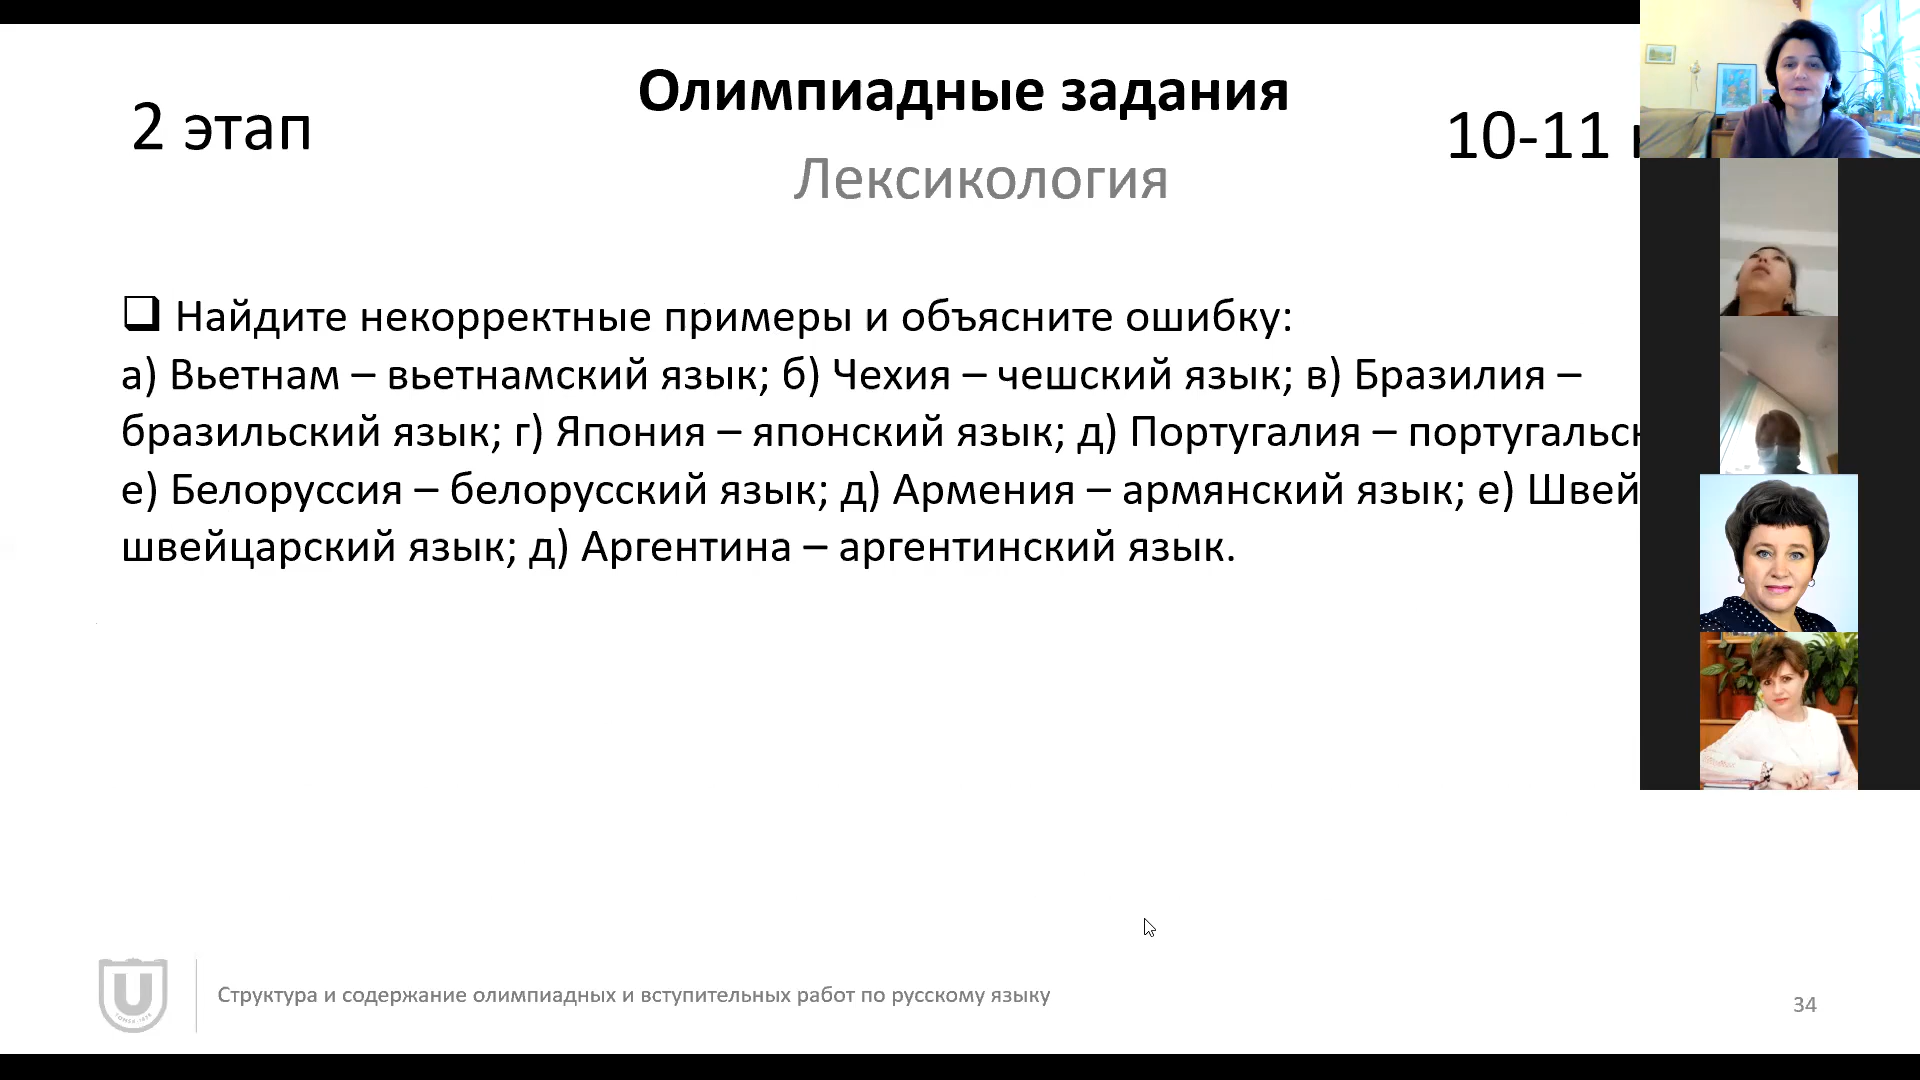 Олимпиадные задания
2 этап
10-11
Лексикология
Найдите некорректные примеры и объясните ошибку:
а) Вьетнам – вьетнамский язык; б) Чехия – чешский язык; в) Бразилия –
бразильский язык; г) Япония – японский язык; д) Португалия – португальск
е) Белоруссия – белорусский язык; д) Армения – армянский язык; е) Швей
швейцарский язык; д) Аргентина – аргентинский язык.
Структура и содержание олимпиадных и вступительных работ по русскому языку
34